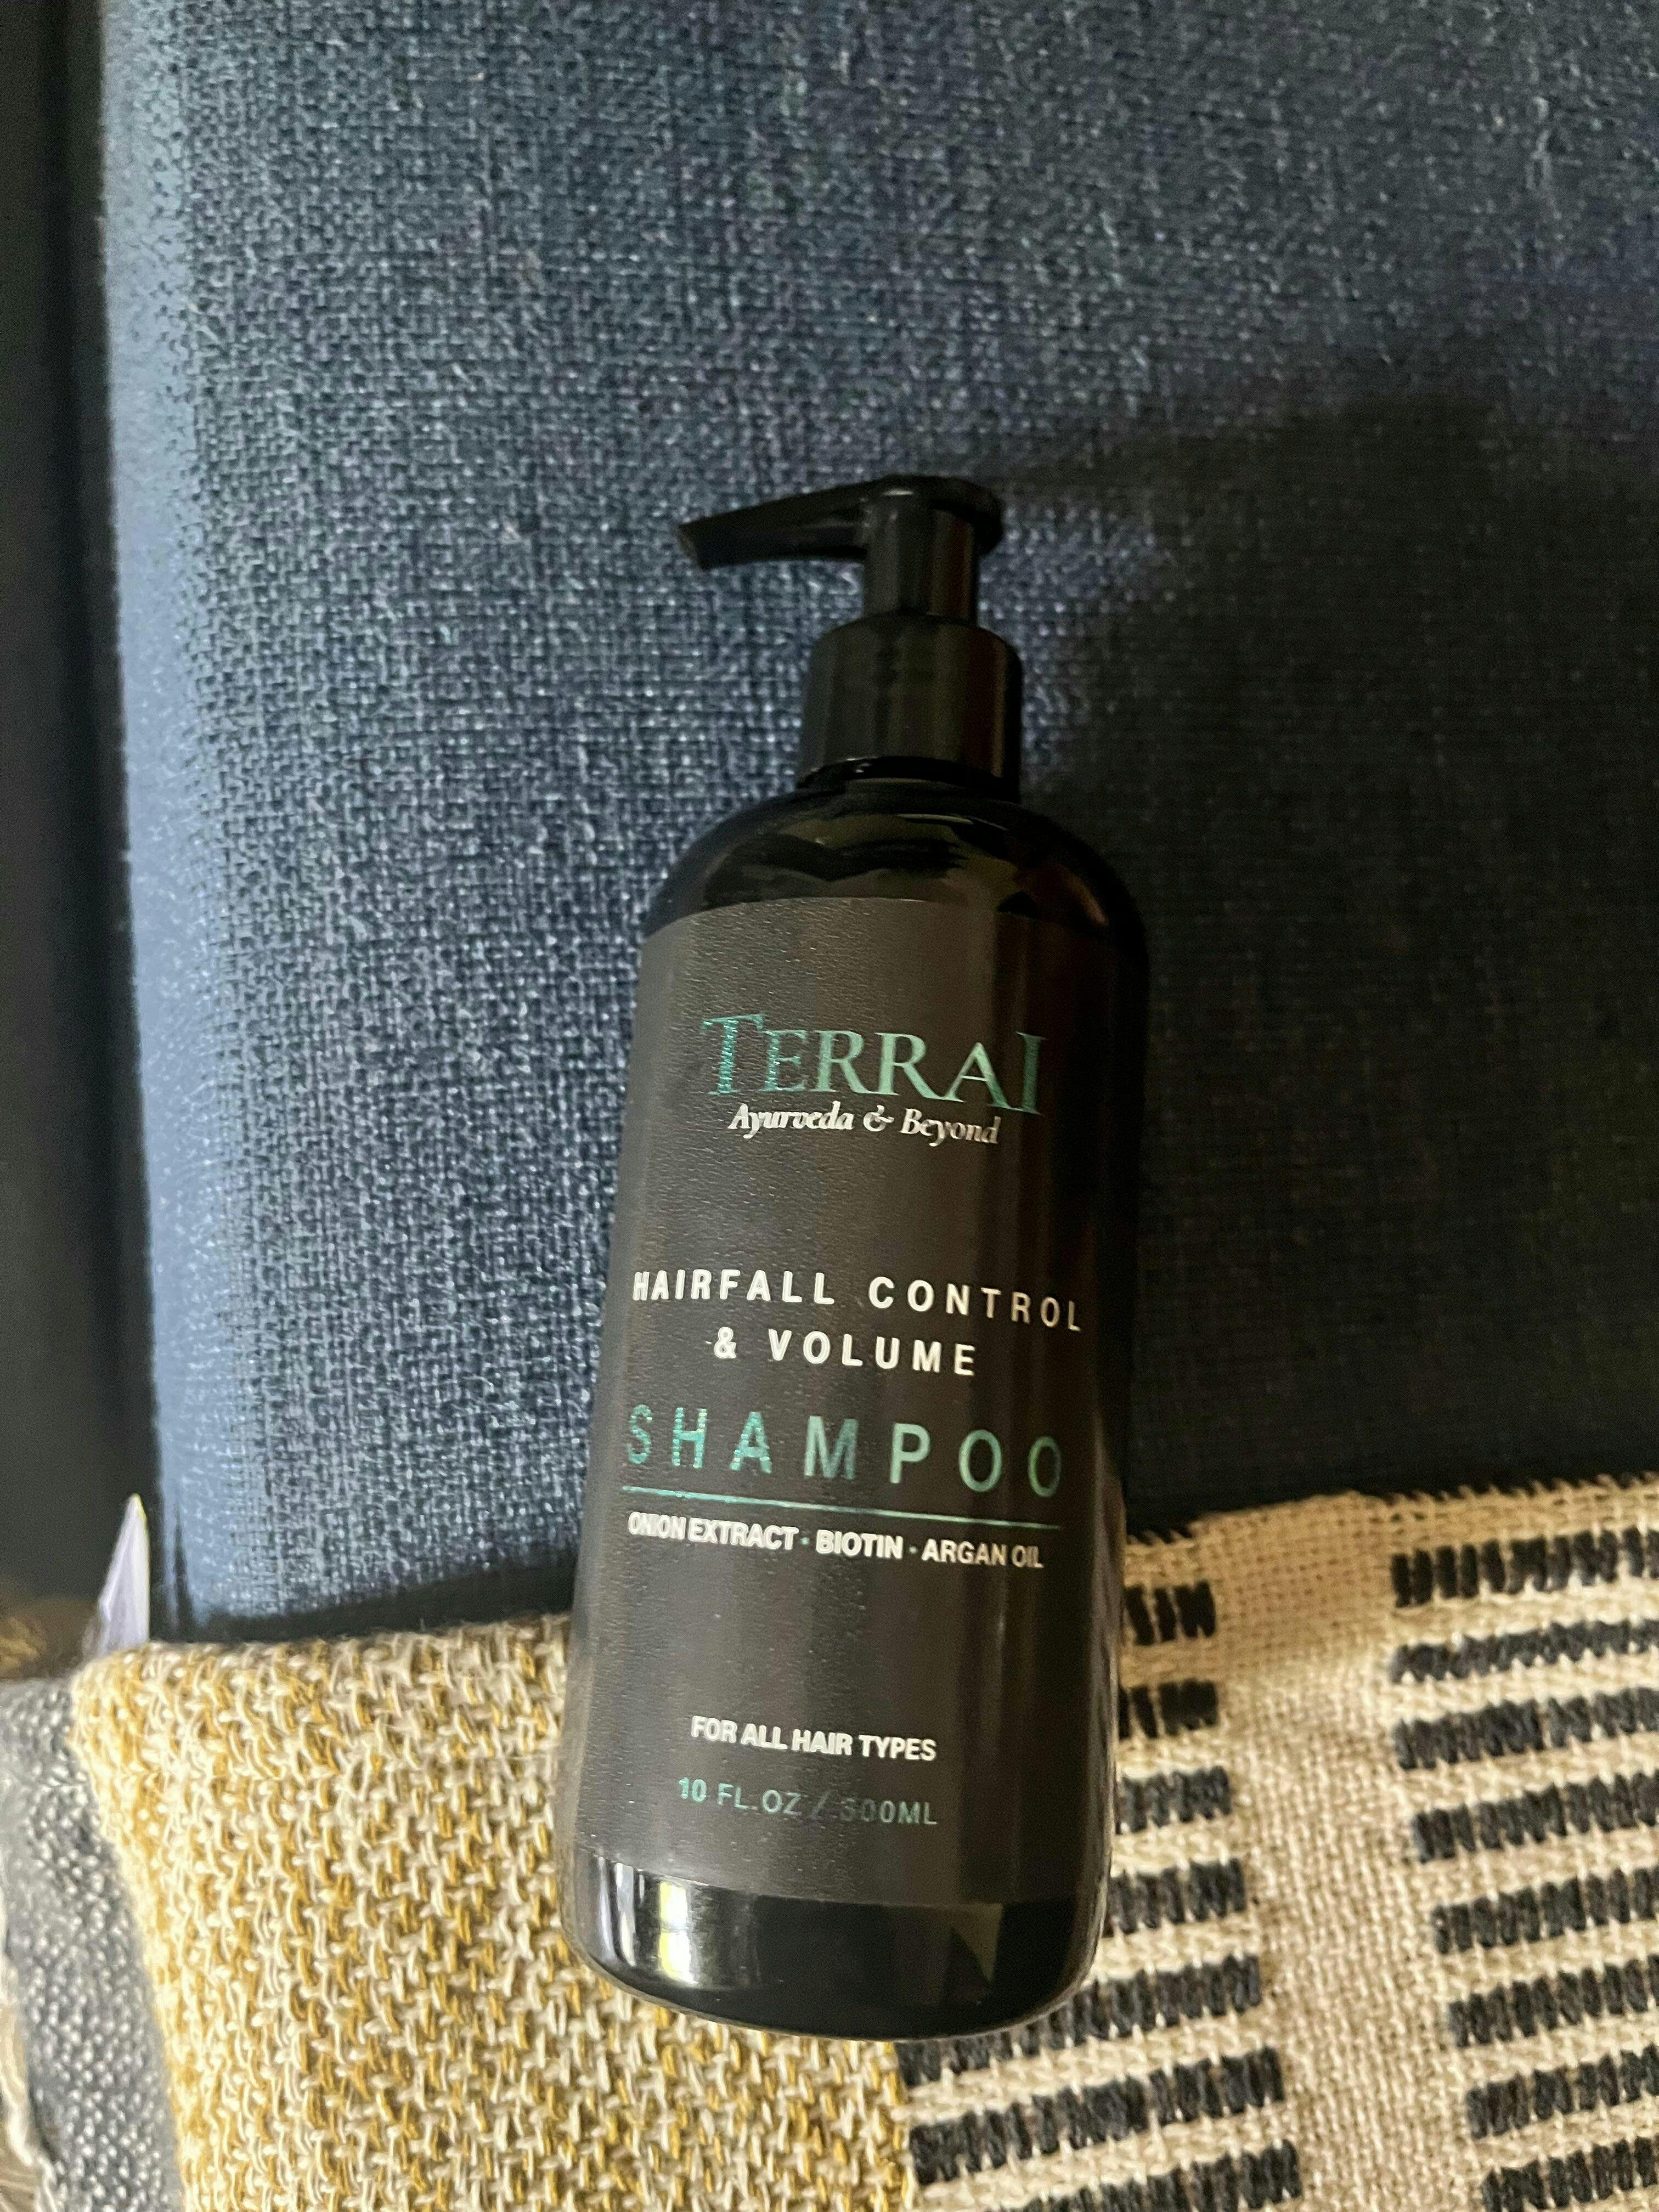 TERRAI
Ayurveda & Beyond
HAIRFALL CONTROL
& VOLUME
SHAMPOO
ONION EXTRACT · BIOTIN · ARGAN OIL
FOR ALL HAIR TYPES
10 FL.OZ / 300ML